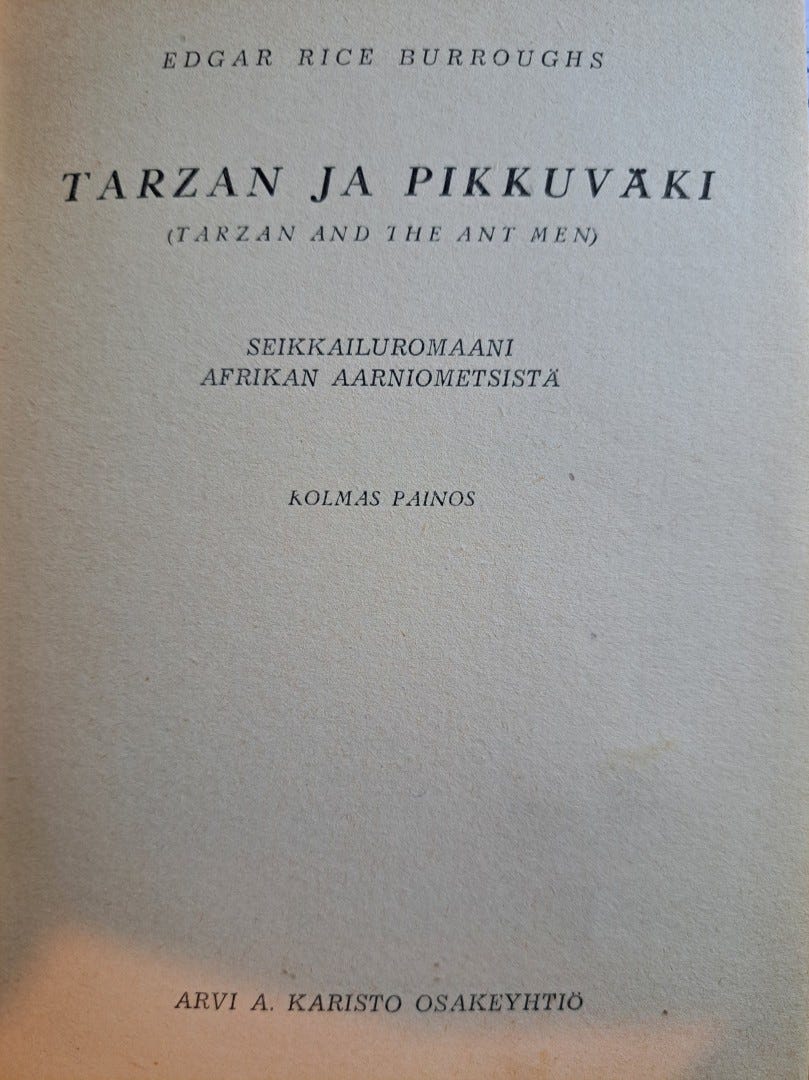 EDGAR RICE BURROUGHS
TARZAN JA PIKKUVÄKI
(TARZAN AND THE ANT MEN)
SEIKKAILUROMAANI
AFRIKAN AARNIOMETSISTÄ
KOLMAS PAINOS
ARVI A. KARISTO OSAKEYHTIÖ